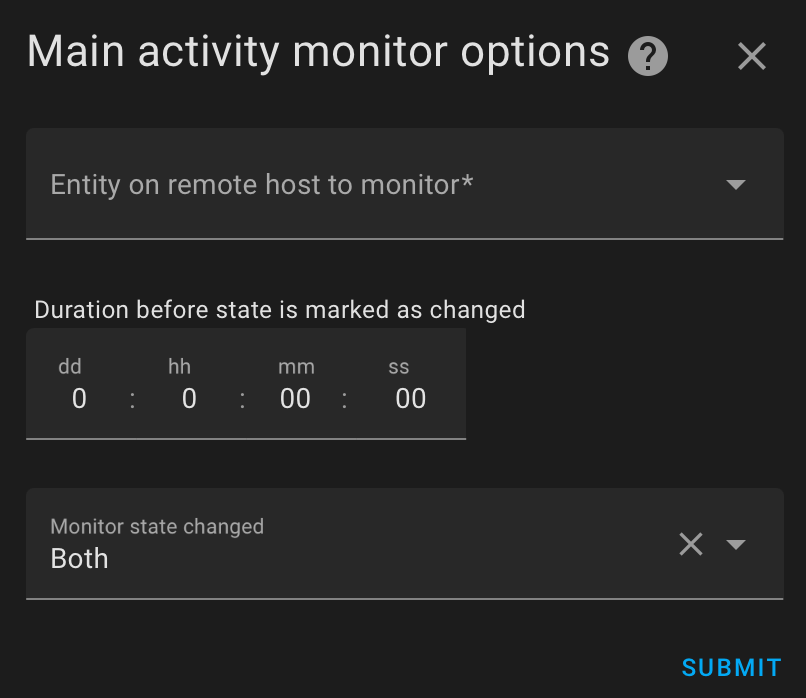 Main activity monitor options ?
Entity on remote host to monitor*
Duration before state is marked as changed
dd hh mm ss
0 : 0 : 00 : 00
Monitor state changed
Both
SUBMIT